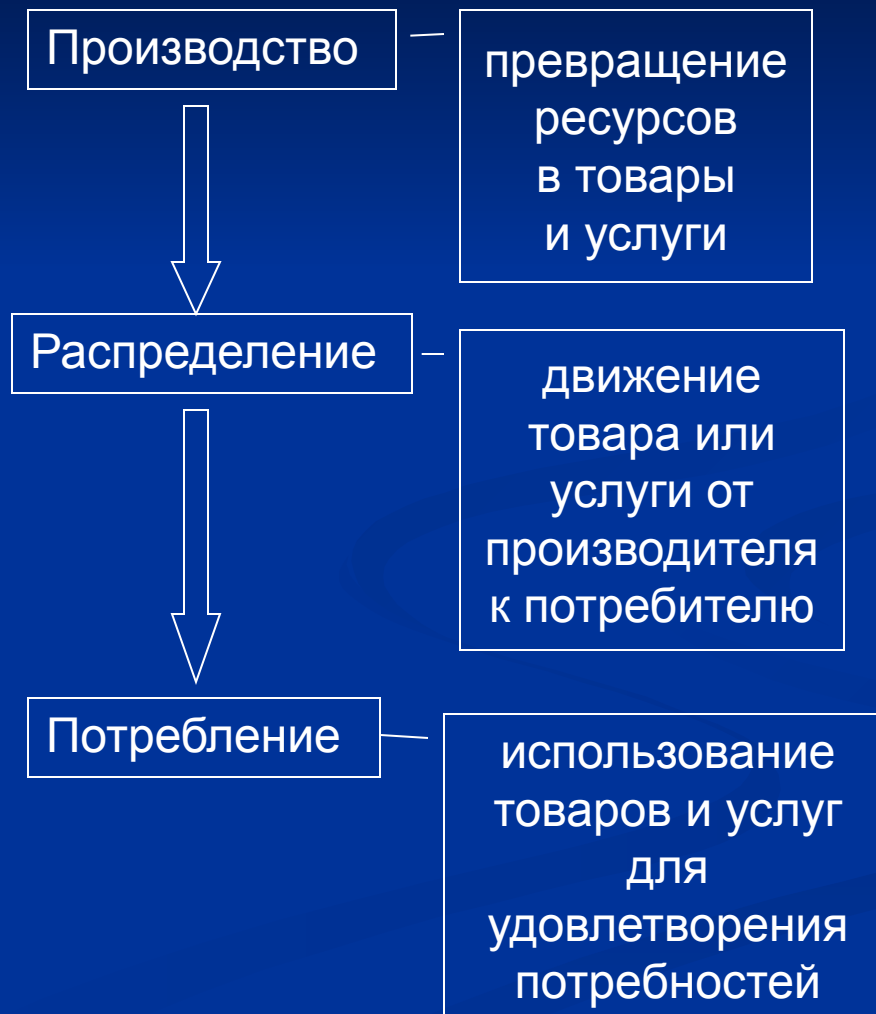 Производство
превращение
ресурсов
в товары
и услуги
Распределение
движение
товара или
услуги от
производителя
к потребителю
Потребление
использование
товаров и услуг
для
удовлетворения
потребностей